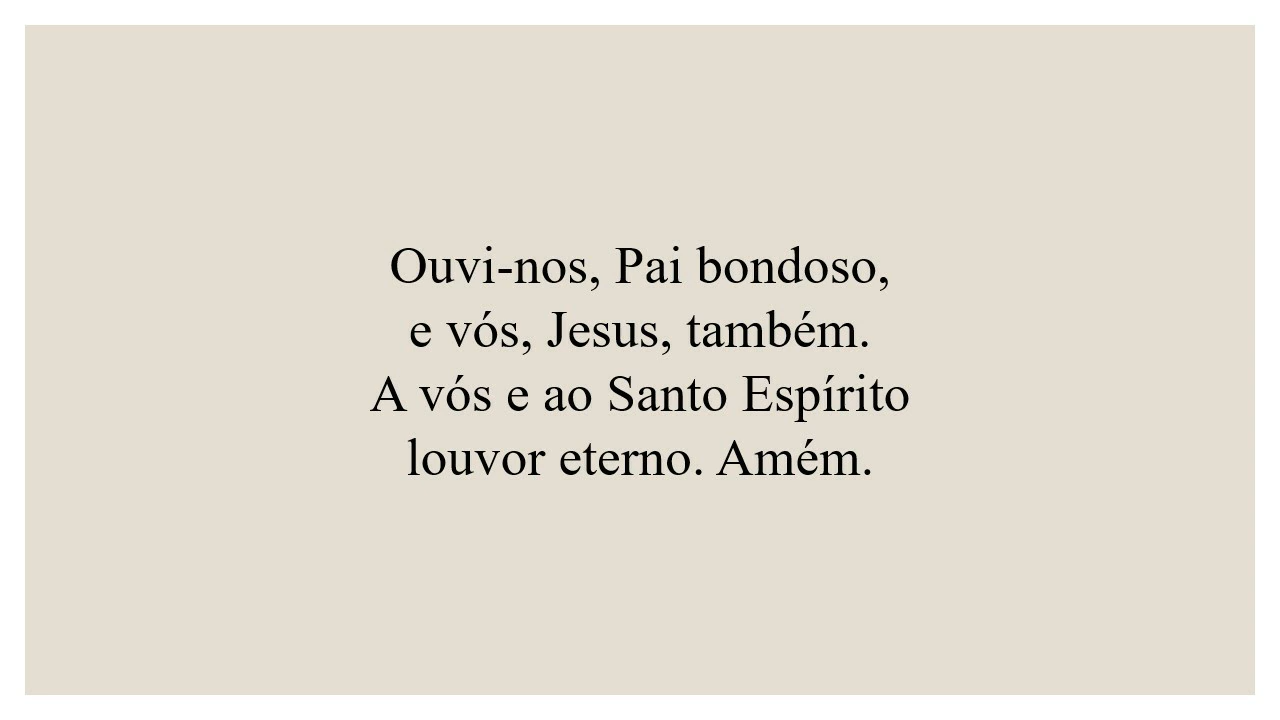 Ouvi-nos, Pai bondoso,
e vós, Jesus, também.
A vós e ao Santo Espírito
louvor eterno. Amém.